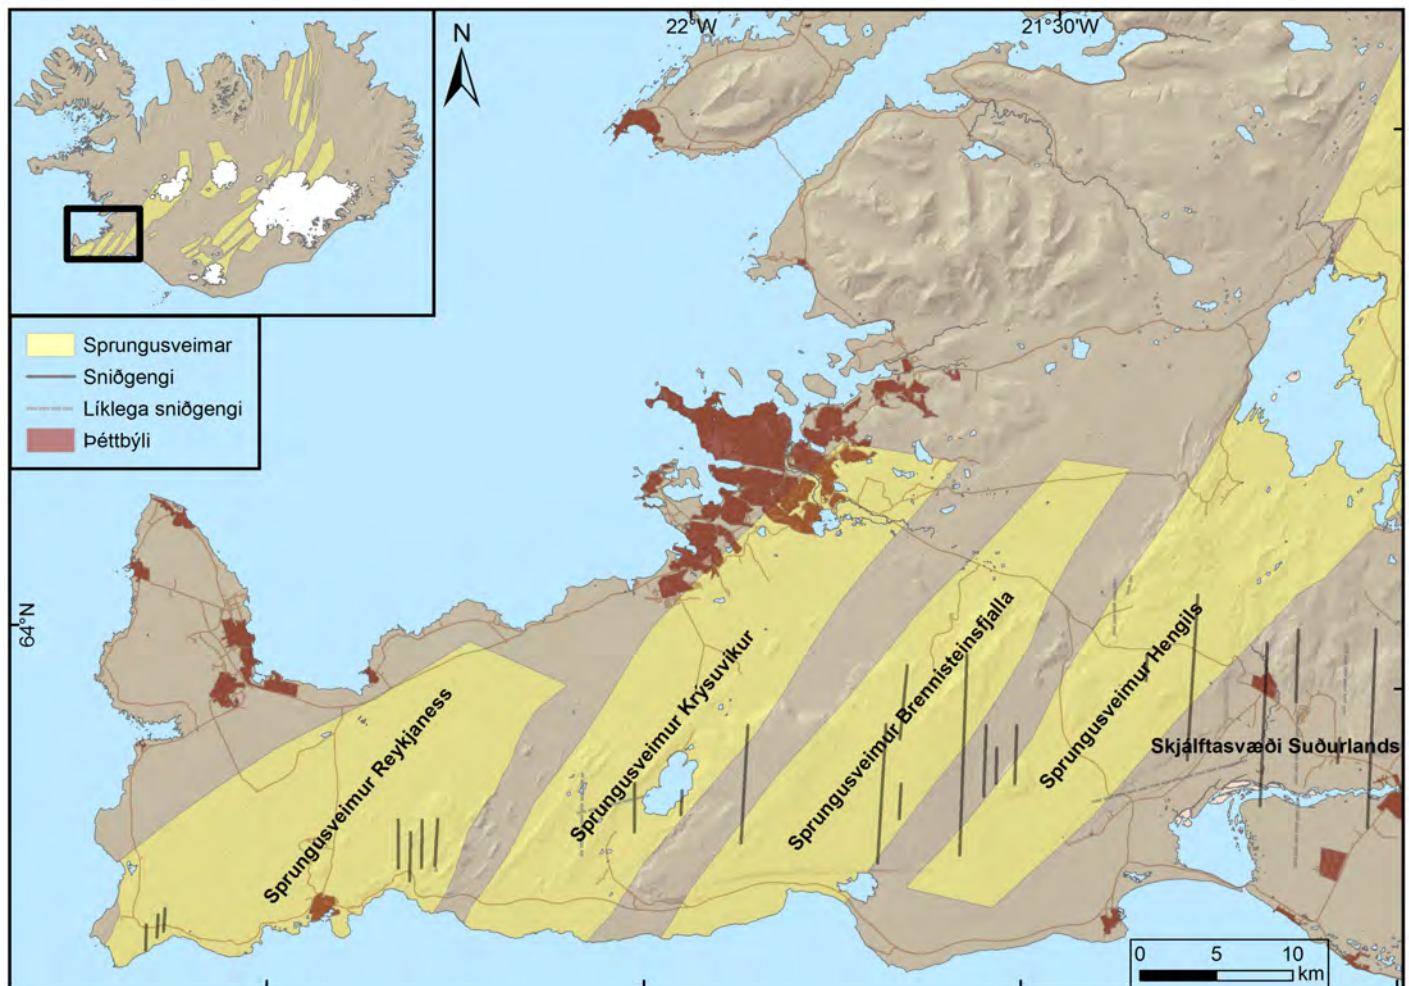 N
22°W
21°30'W
Sprungusveimar
Sniðgengi
Líklega sniðgengi
Þéttbýli
64°N
Sprungusveimur Reykjaness
Sprungusveimur Krýsuvíkur
Sprungusveimur Brennisteinsfjalla
Sprungusveimur Hengils
Skjálftasvæði Suðurlands
0 5 10
km